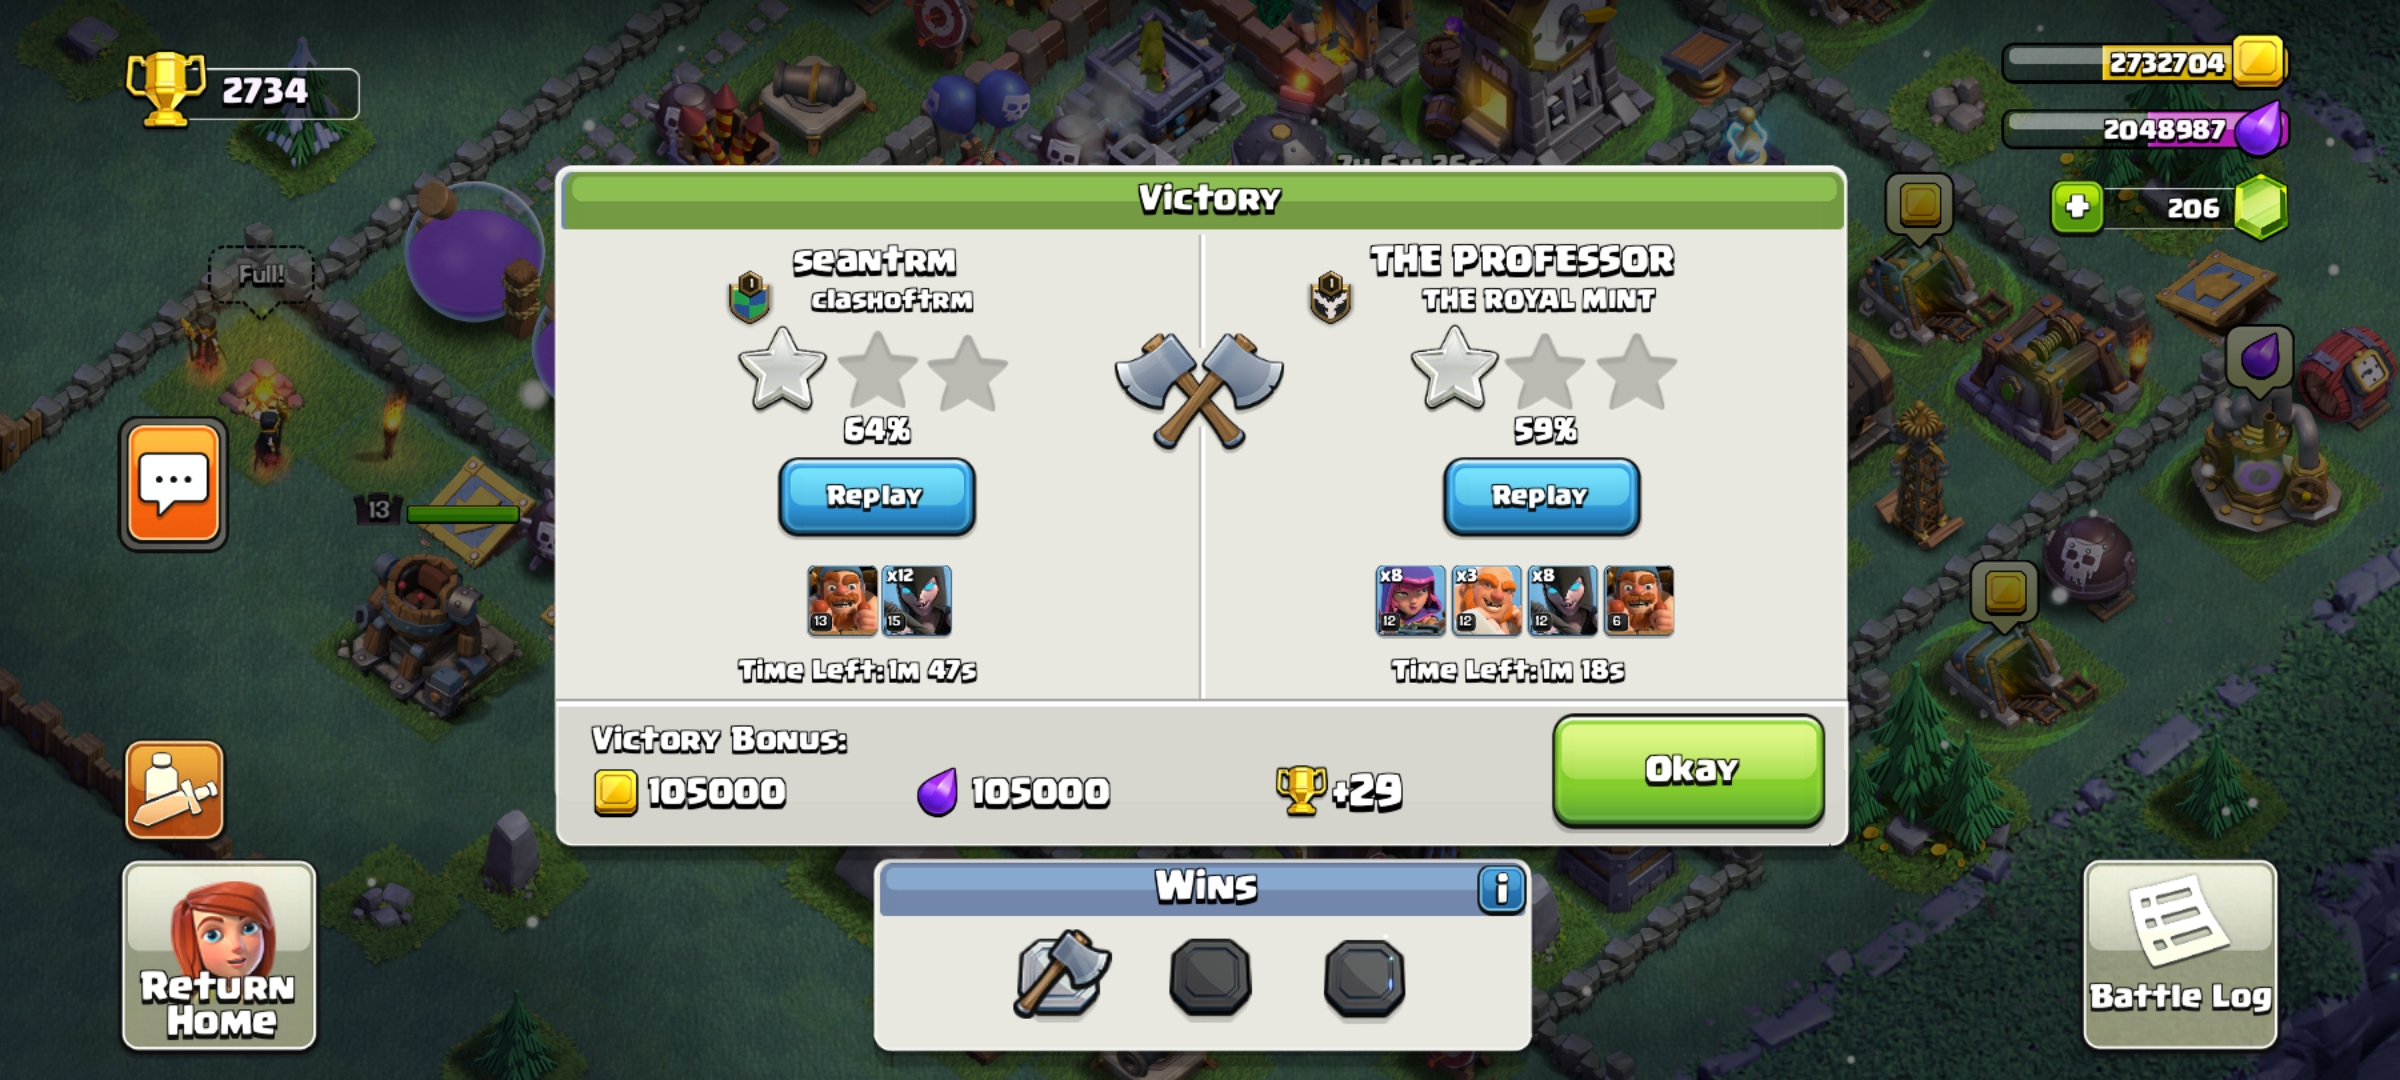 2734
2732704
2048987
206
Full!
13
Victory
seantrm
clashoftrm
64%
Replay
13
x12
15
Time Left: 1m 47s
THE PROFESSOR
THE ROYAL MINT
59%
Replay
x8
12
x3
12
x8
12
6
Time Left: 1m 18s
Victory Bonus:
105000
105000
+29
Okay
Wins
i
Return
Home
Battle Log